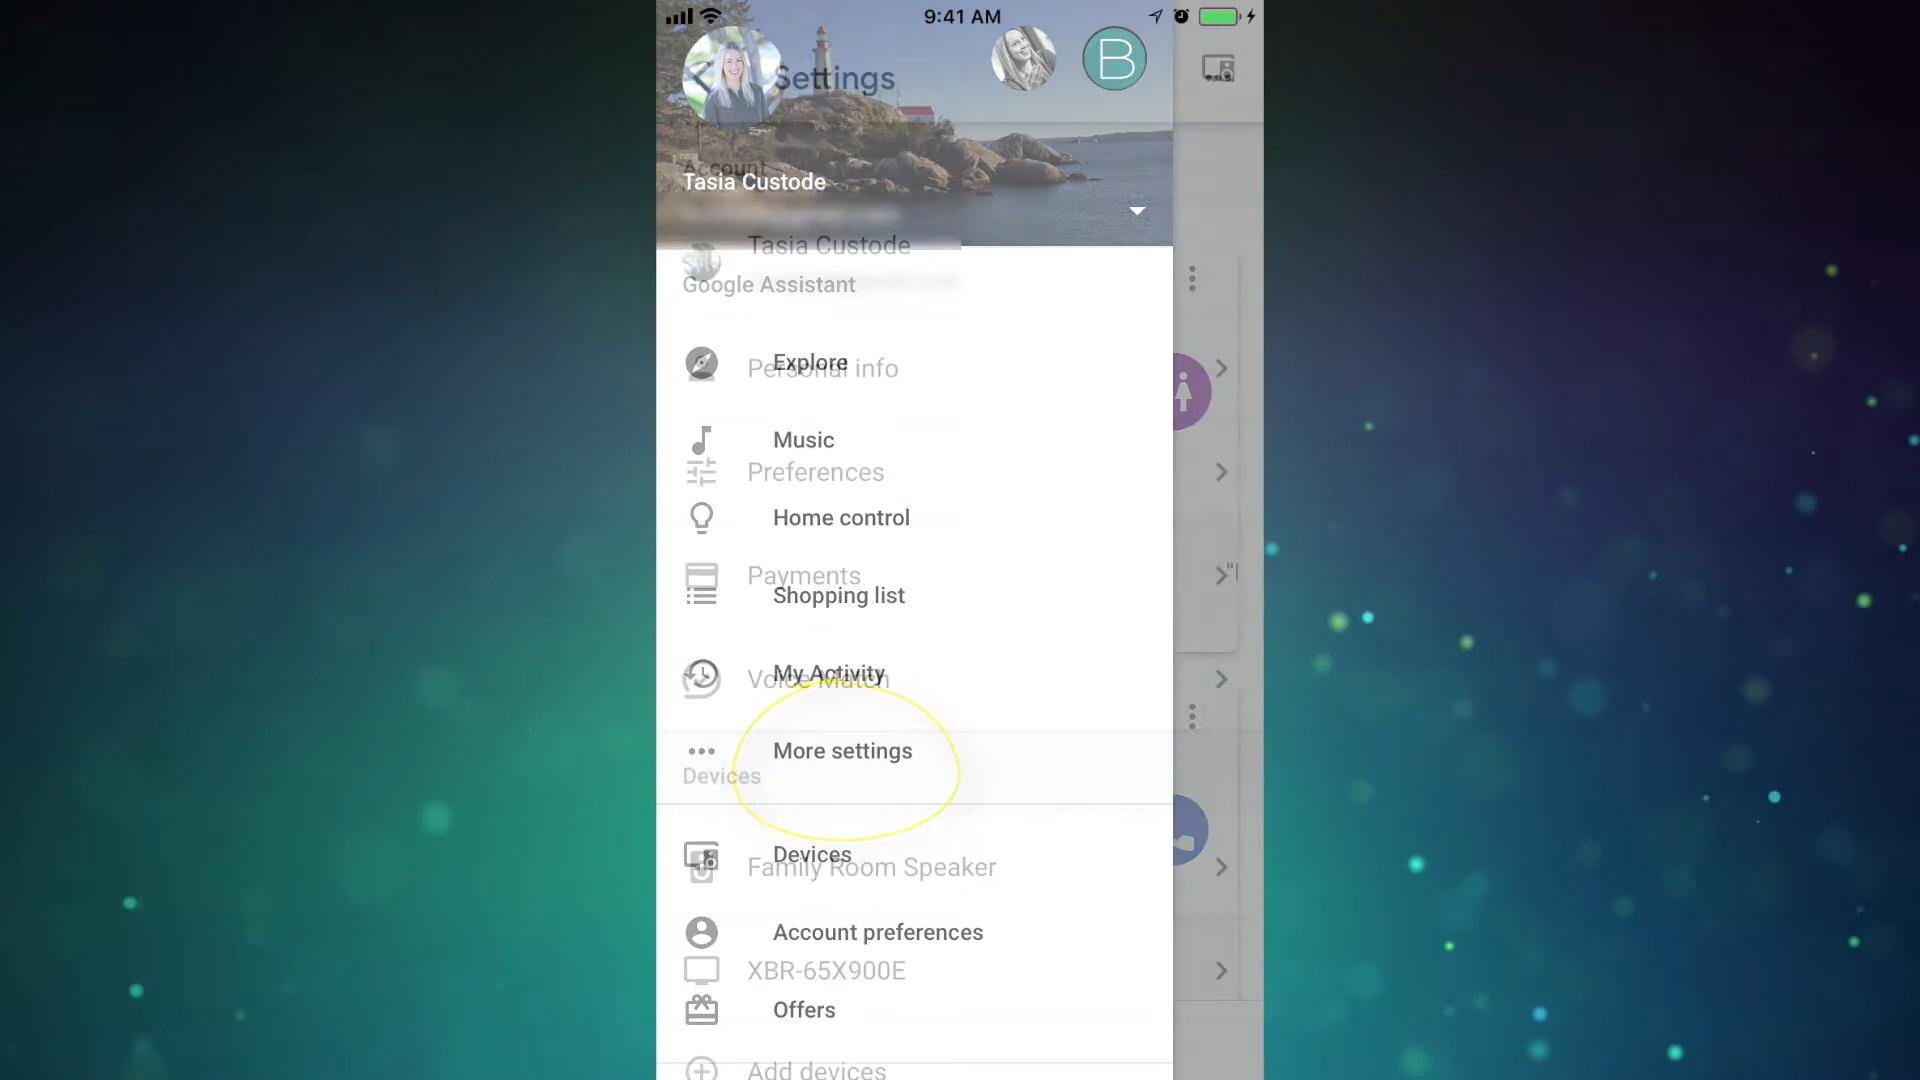 9:41 AM
Settings
B
Account
Tasia Custode
Tasia Custode
Google Assistant
Explore
Personal info
Music
Preferences
Home control
Payments
Shopping list
My Activity
Voice Match
More settings
Devices
Devices
Family Room Speaker
Account preferences
XBR-65X900E
Offers
Add devices